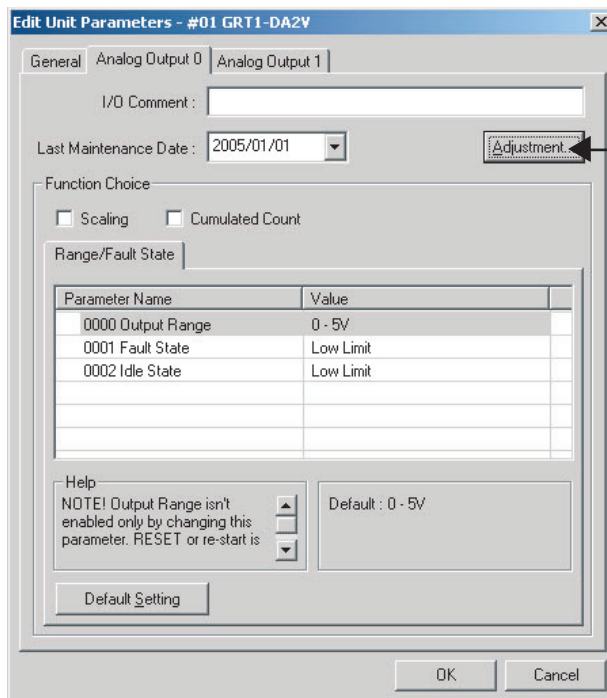 Edit Unit Parameters - #01 GRT1-DA2V
General Analog Output 0 Analog Output 1
I/O Comment :
Last Maintenance Date : 2005/01/01 Adjustment...
Function Choice
Scaling Cumulated Count
Range/Fault State
Parameter Name Value
0000 Output Range 0 - 5V
0001 Fault State Low Limit
0002 Idle State Low Limit
Help
NOTE! Output Range isn't
enabled only by changing this
parameter. RESET or re-start is
Default : 0 - 5V
Default Setting
OK Cancel